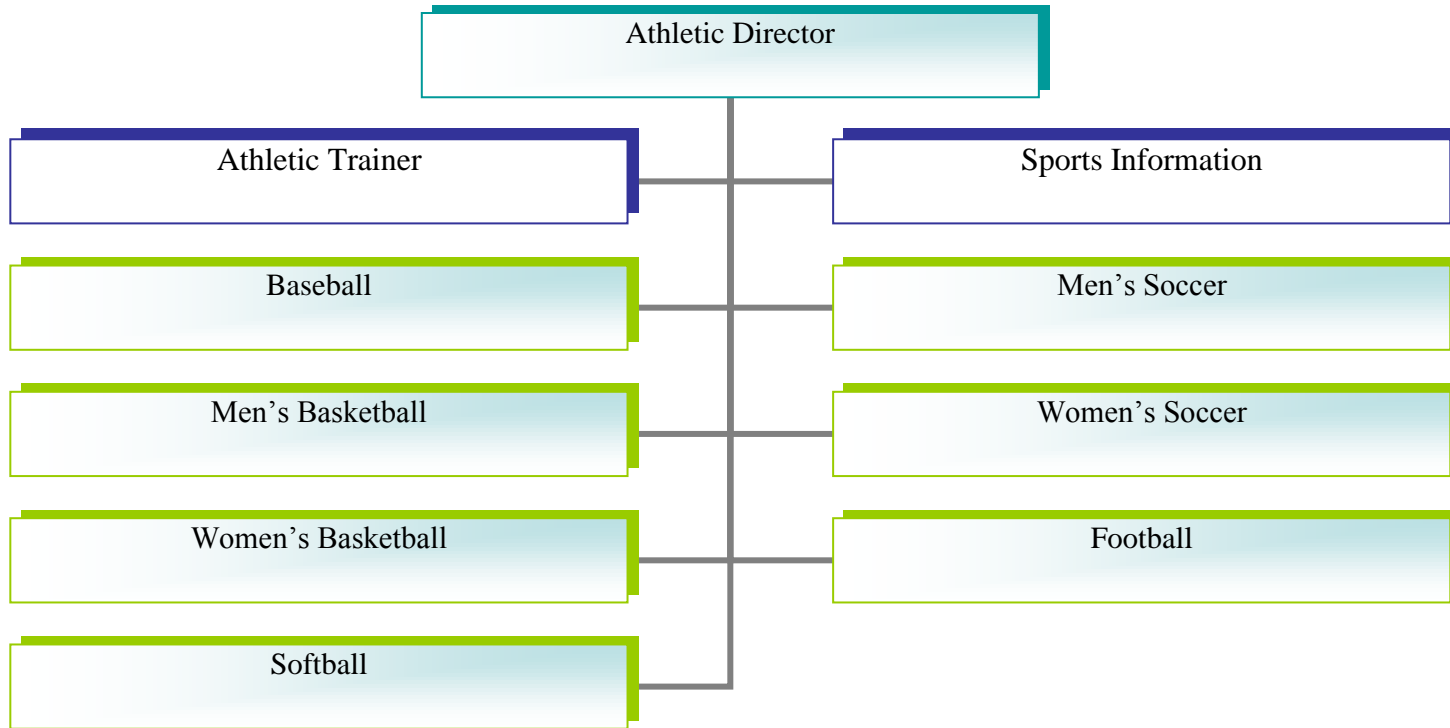 Athletic Director
Athletic Trainer
Sports Information
Baseball
Men’s Soccer
Men’s Basketball
Women’s Soccer
Women’s Basketball
Football
Softball